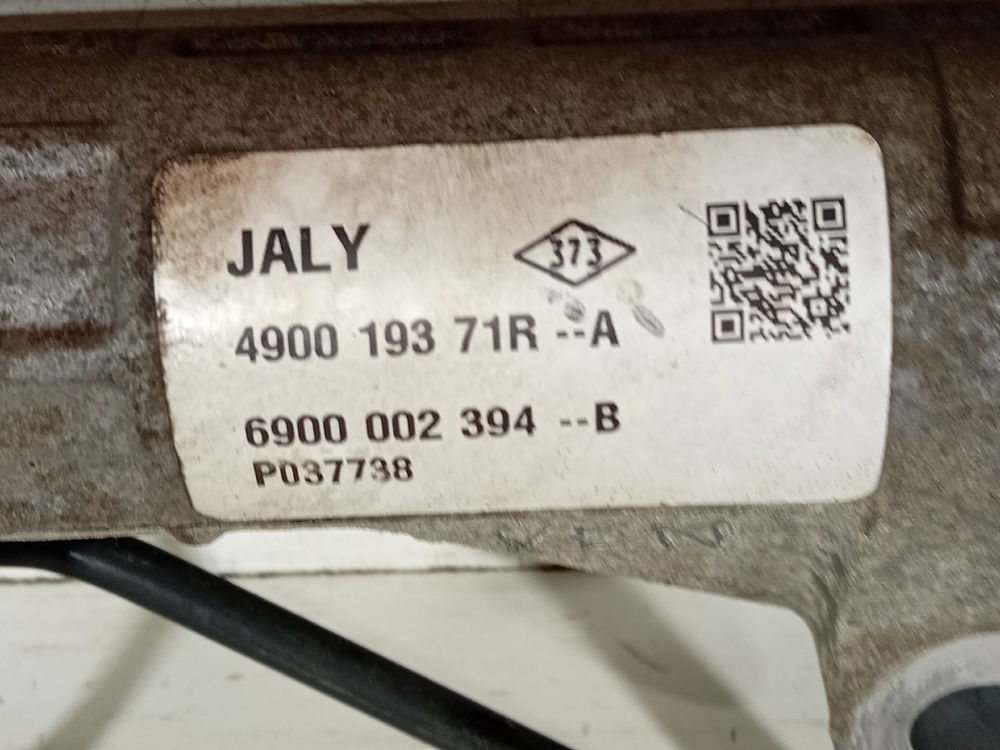 JALY
373
4900 193 71R --A
6900 002 394 --B
P037738